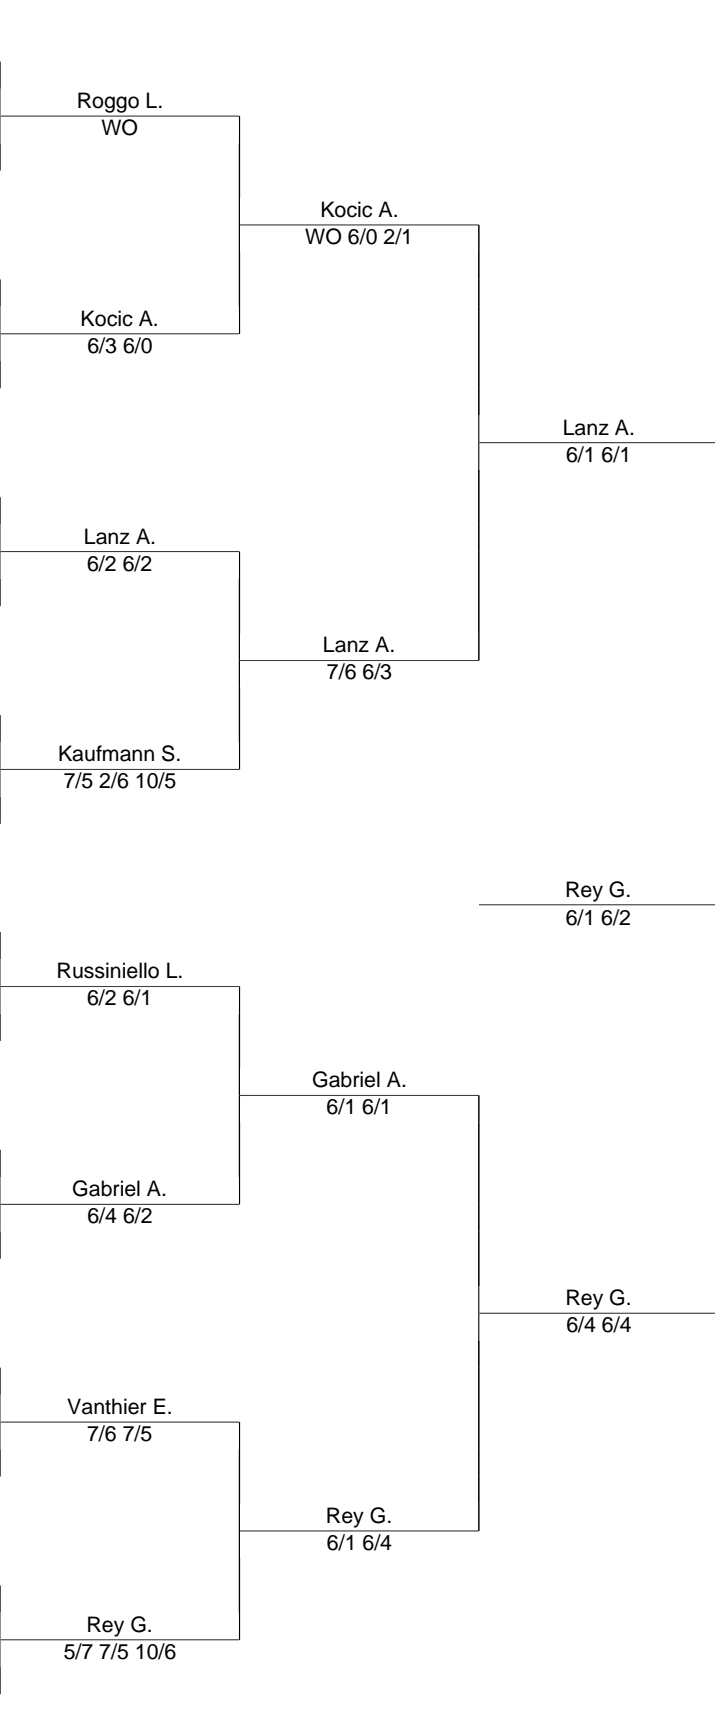 Roggo L.
WO
Kocic A.
WO 6/0 2/1
Kocic A.
6/3 6/0
Lanz A.
6/1 6/1
Lanz A.
6/2 6/2
Lanz A.
7/6 6/3
Kaufmann S.
7/5 2/6 10/5
Rey G.
6/1 6/2
Russiniello L.
6/2 6/1
Gabriel A.
6/1 6/1
Gabriel A.
6/4 6/2
Rey G.
6/4 6/4
Vanthier E.
7/6 7/5
Rey G.
6/1 6/4
Rey G.
5/7 7/5 10/6